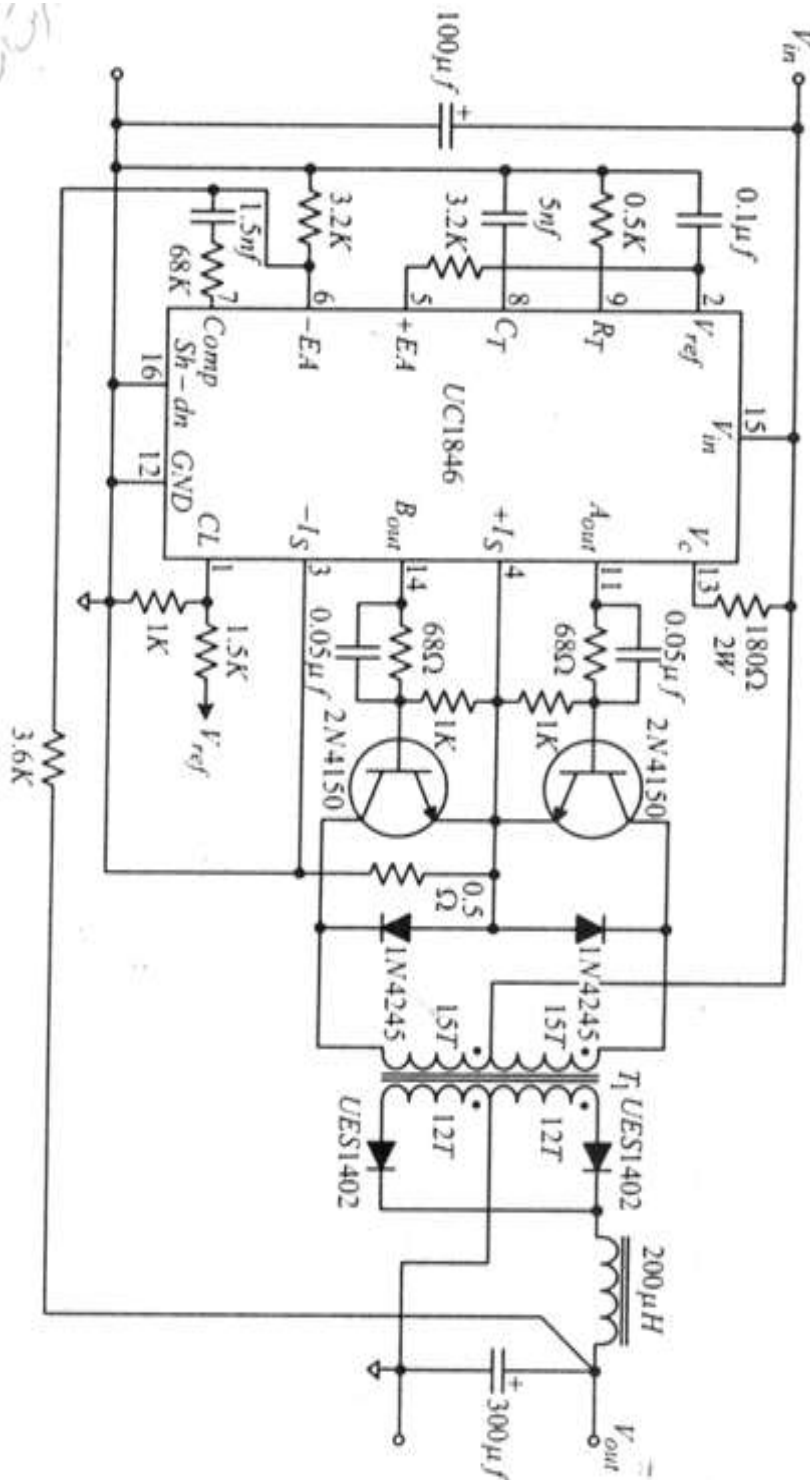 V_in
100μf
+
0.1μf
0.5K
5nf
3.2K
3.2K
1.5nf
68K
2
9
8
5
6
7
V_ref
R_T
C_T
+EA
-EA
Comp
V_in
15
UC1846
Sh-dn
16
GND
12
V_c
A_out
+I_S
B_out
-I_S
CL
13
11
4
14
3
1
180Ω
2W
0.05μf
68Ω
1K
1K
68Ω
0.05μf
1.5K
1K
V_ref
2N4150
2N4150
3.6K
0.5
Ω
1N4245
1N4245
15T
15T
T_1
12T
12T
UES1402
UES1402
200μH
+
300μf
V_out